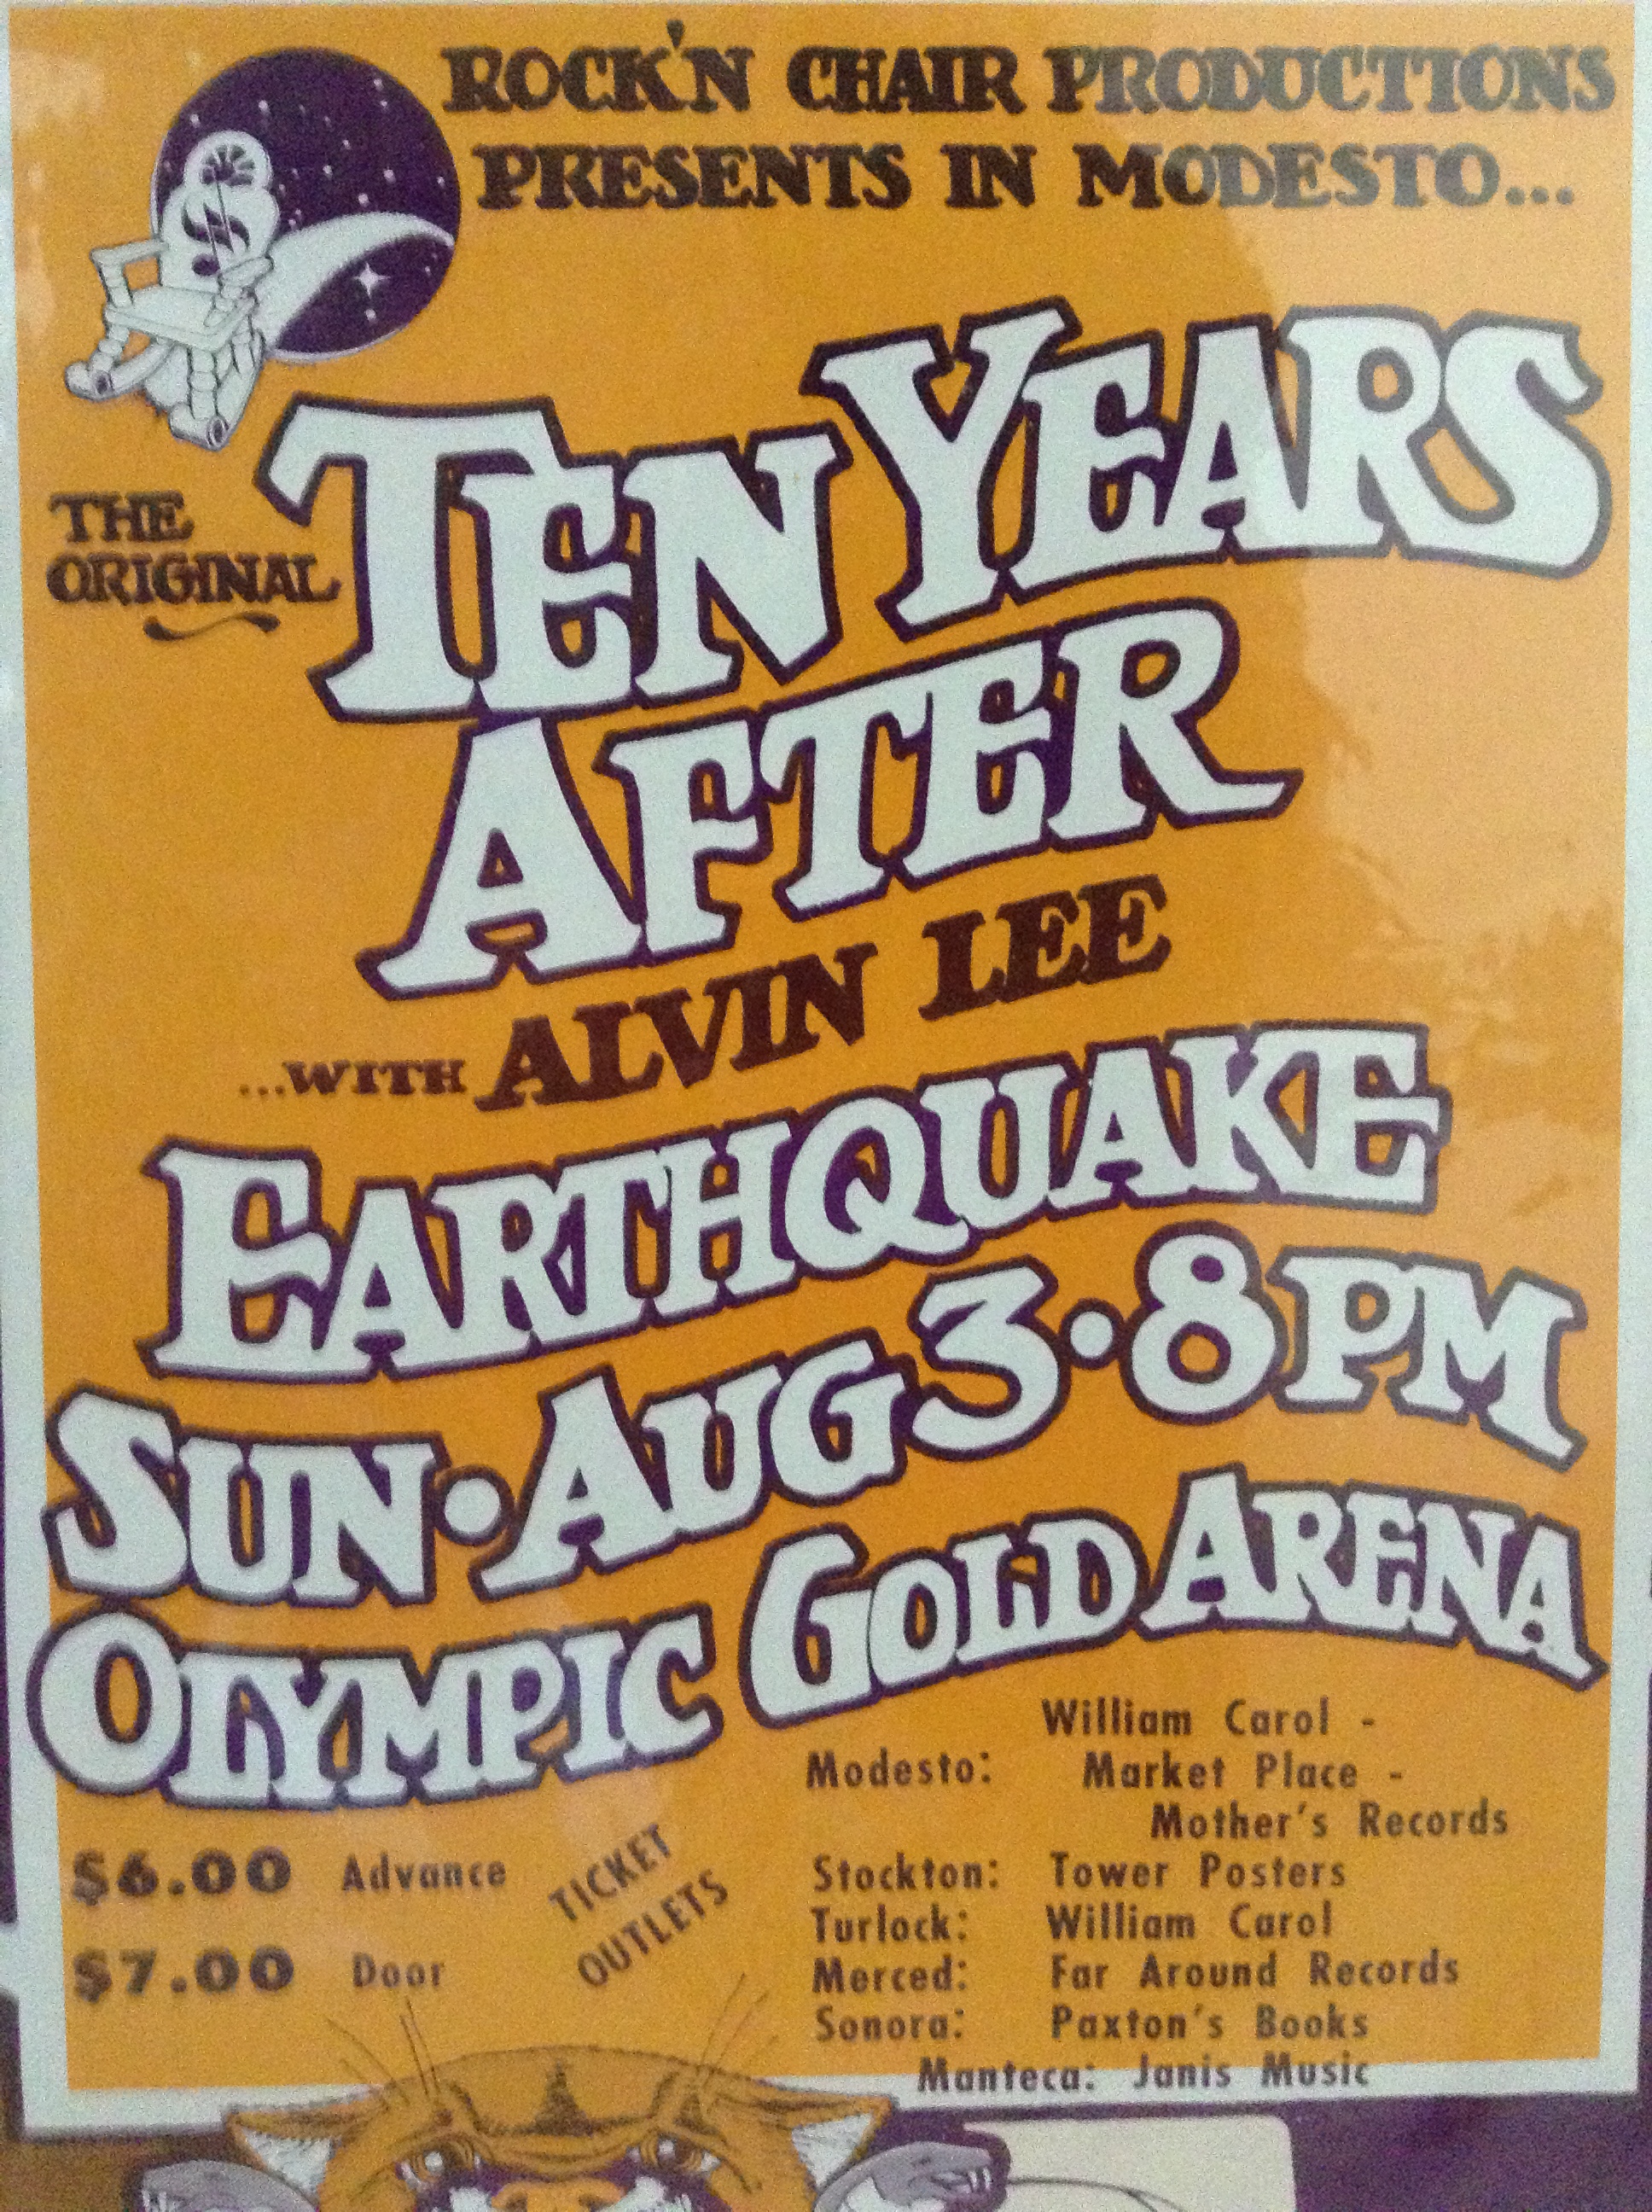 ROCK'N CHAIR PRODUCTIONS
PRESENTS IN MODESTO...
THE
ORIGINAL
TEN YEARS
AFTER
...WITH ALVIN LEE
EARTHQUAKE
SUN•AUG 3•8PM
OLYMPIC GOLD ARENA
$6.00 Advance
$7.00 Door
TICKET
OUTLETS
William Carol -
Modesto: Market Place -
Mother's Records
Stockton: Tower Posters
Turlock: William Carol
Merced: Far Around Records
Sonora: Paxton's Books
Manteca: Janis Music